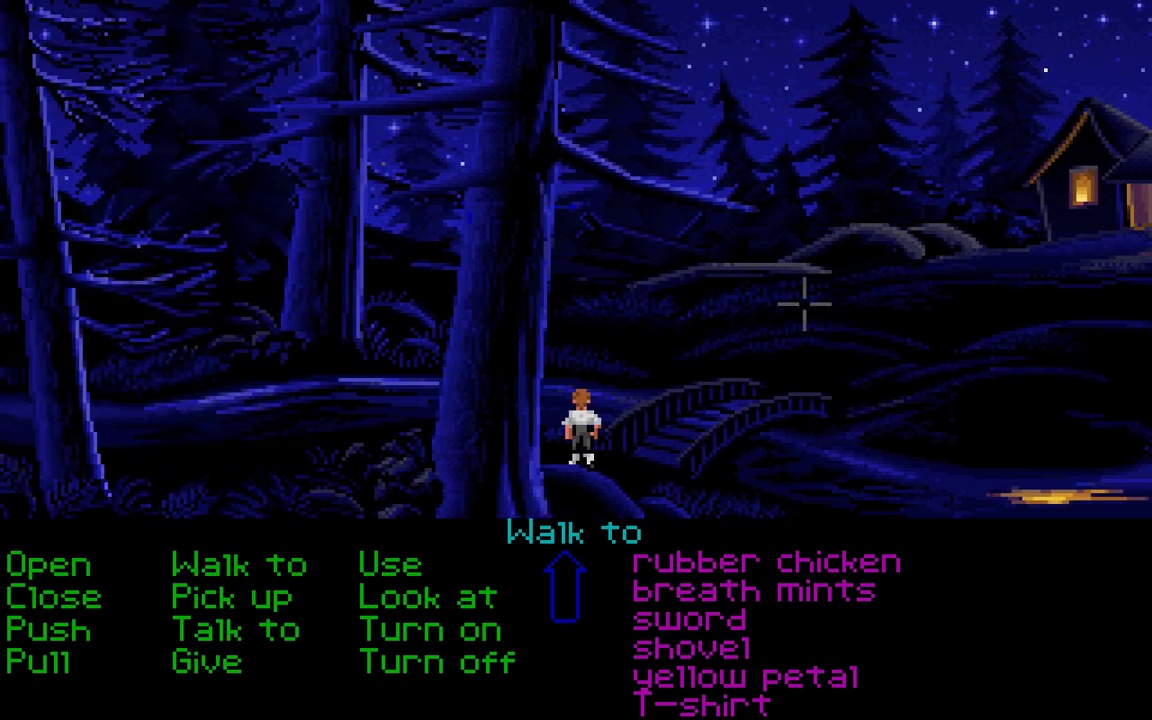 Walk to
Open Walk to Use
Close Pick up Look at
Push Talk to Turn on
Pull Give Turn off
rubber chicken
breath mints
sword
shovel
yellow petal
T-shirt